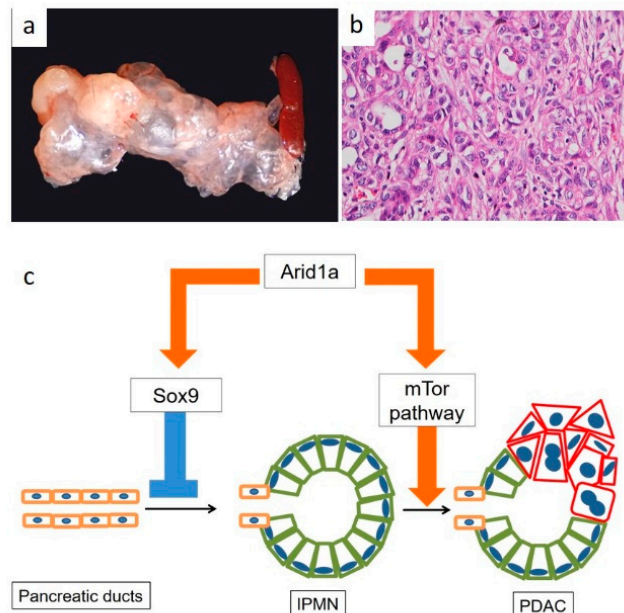 a
b
c
Arid1a
Sox9
mTor
pathway
Pancreatic ducts
IPMN
PDAC